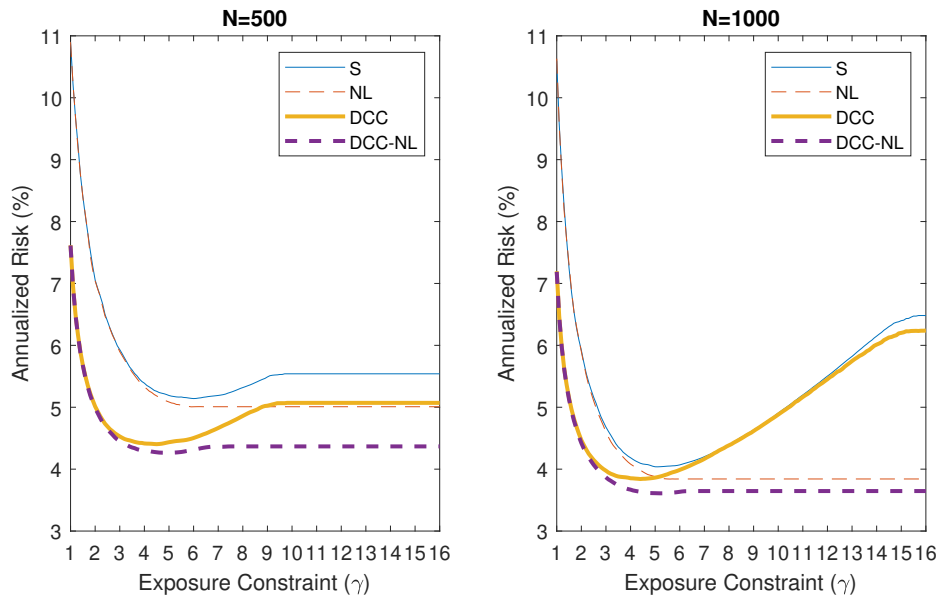 N=500
11
10
9
8
7
6
5
4
3
Annualized Risk (%)
S
NL
DCC
DCC-NL
1 2 3 4 5 6 7 8 9 10 11 12 13 14 15 16
Exposure Constraint (γ)
N=1000
11
10
9
8
7
6
5
4
3
Annualized Risk (%)
S
NL
DCC
DCC-NL
1 2 3 4 5 6 7 8 9 10 11 12 13 14 15 16
Exposure Constraint (γ)